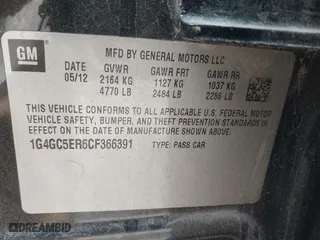 GM
MFD BY GENERAL MOTORS LLC
DATE GVWR GAWR FRT GAWR RR
05/12 2164 KG 1127 KG 1037 KG
4770 LB 2484 LB 2286 LB
THIS VEHICLE CONFORMS TO ALL APPLICABLE U.S. FEDERAL MOTOR
VEHICLE SAFETY, BUMPER, AND THEFT PREVENTION STANDARDS
IN EFFECT ON THE DATE OF MANUFACTURE SHOWN ABOVE.
1G4GC5ER6CF366391 TYPE: PASS CAR